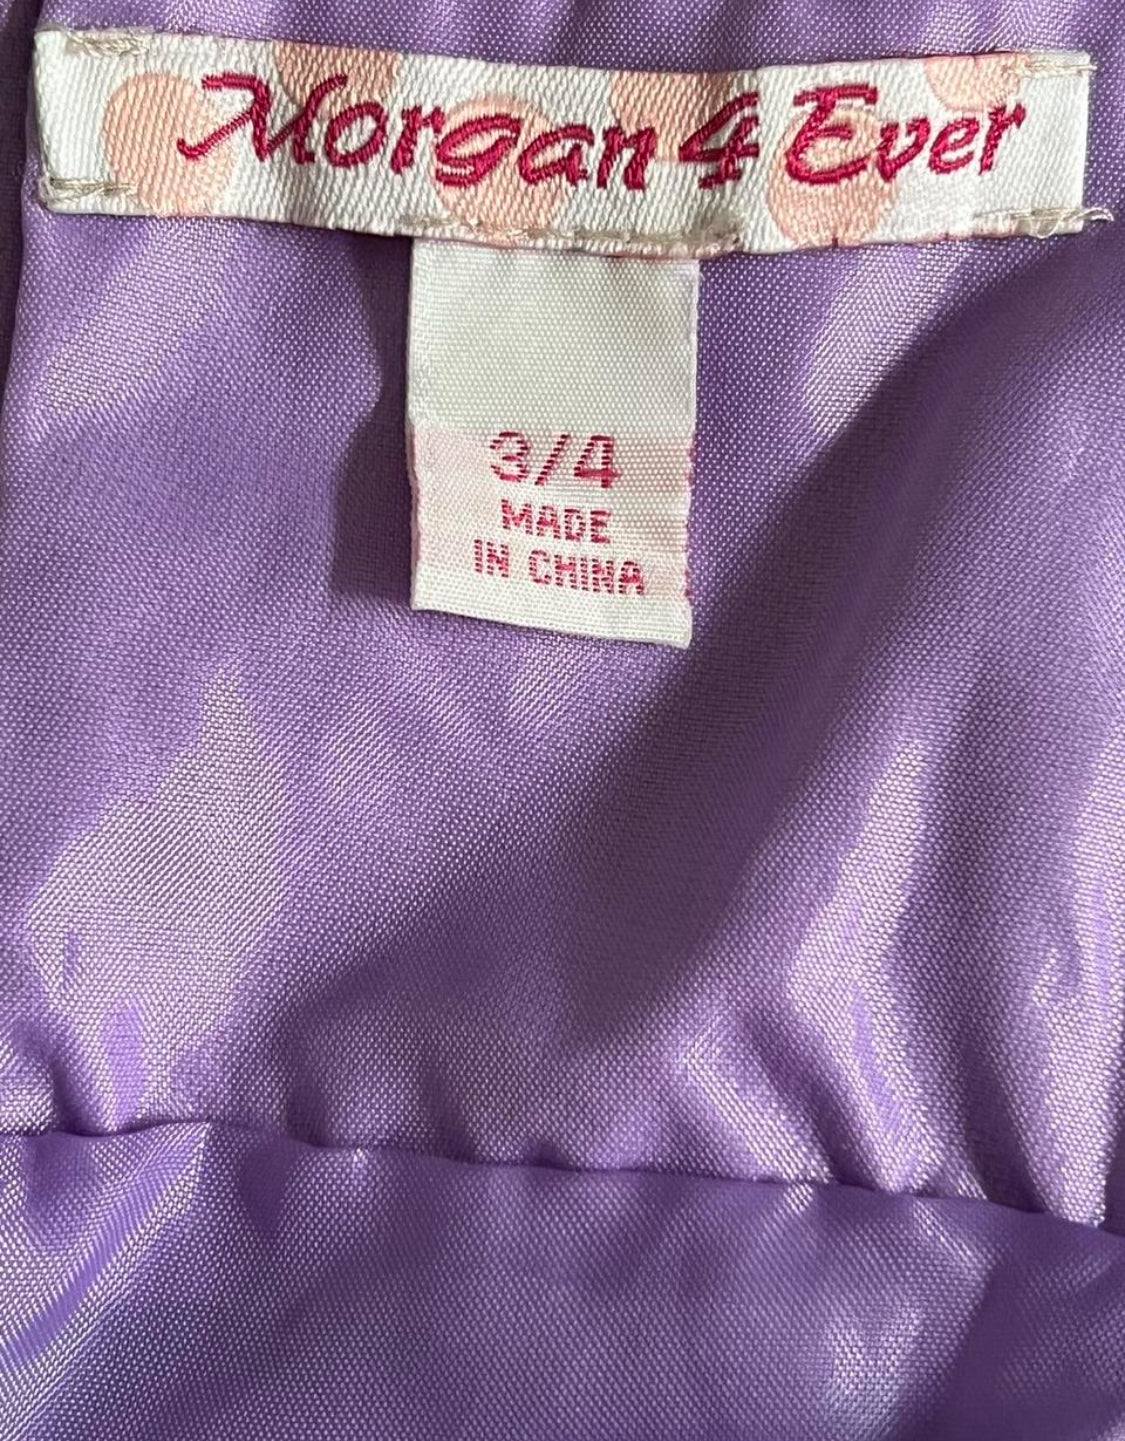 Morgan 4 Ever
3/4
MADE
IN CHINA